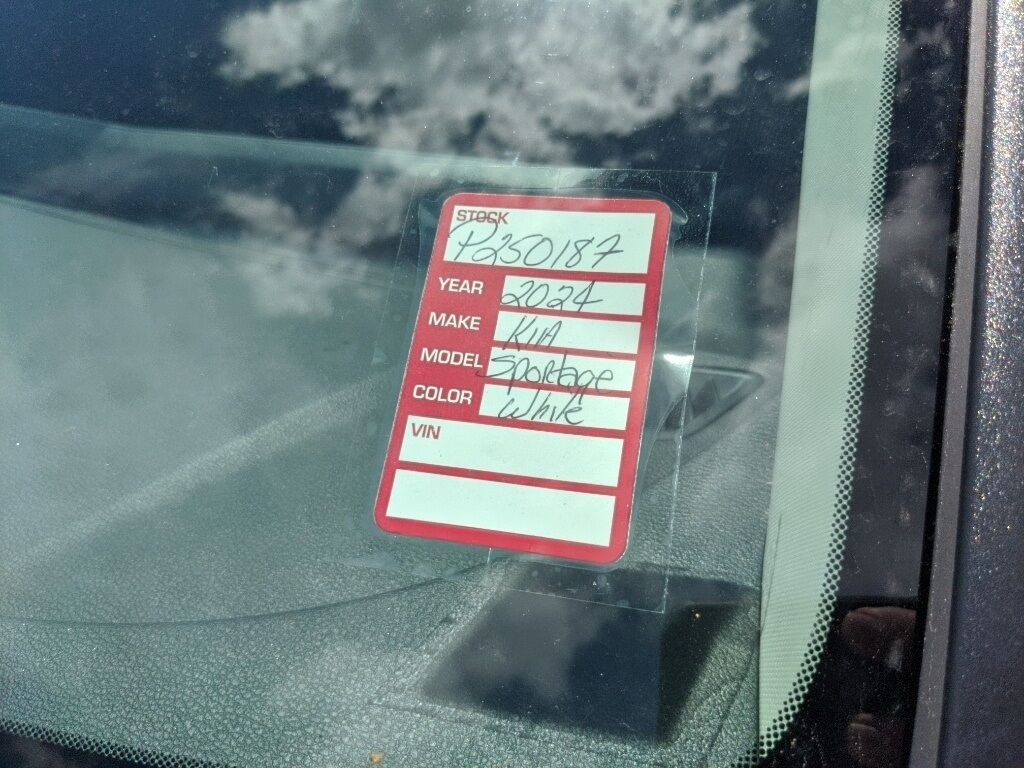 STOCK
P250187
YEAR 2024
MAKE KIA
MODEL Sportage
COLOR White
VIN